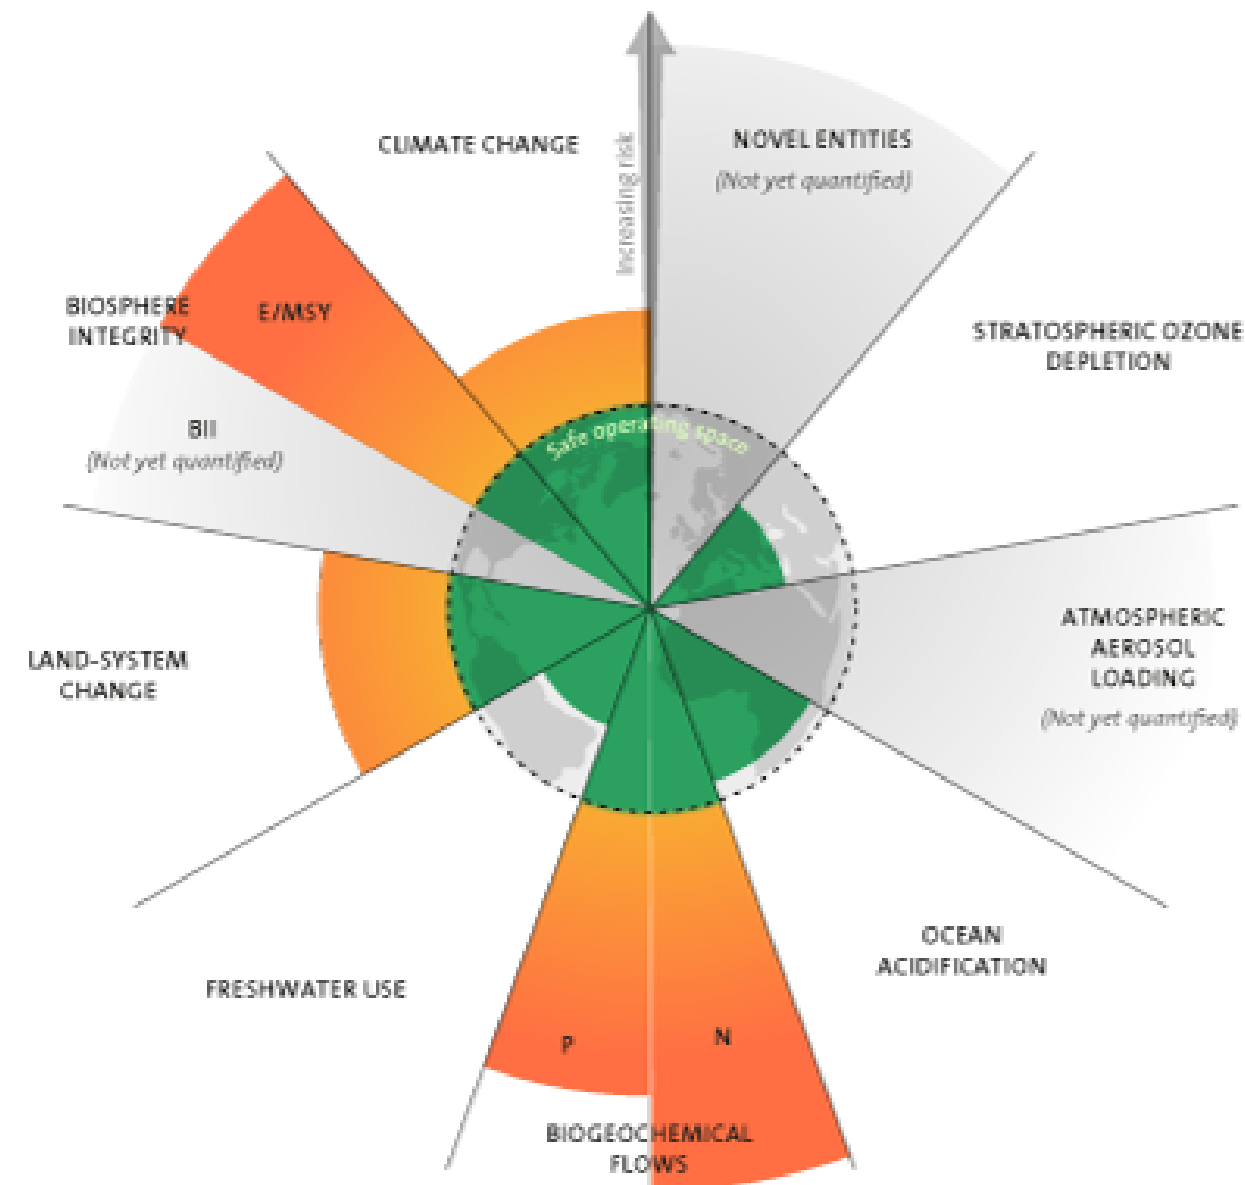 CLIMATE CHANGE
Increasing risk
NOVEL ENTITIES
(Not yet quantified)
STRATOSPHERIC OZONE
DEPLETION
BIOSPHERE
INTEGRITY
E/MSY
BII
(Not yet quantified)
Safe operating space
ATMOSPHERIC
AEROSOL
LOADING
(Not yet quantified)
LAND-SYSTEM
CHANGE
OCEAN
ACIDIFICATION
FRESHWATER USE
P
N
BIOGEOCHEMICAL
FLOWS